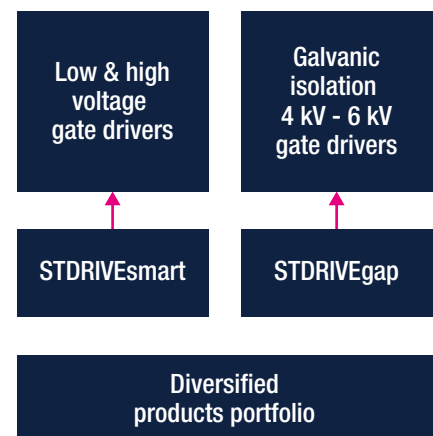 Low & high
voltage
gate drivers
Galvanic
isolation
4 kV - 6 kV
gate drivers
STDRIVEsmart
STDRIVEgap
Diversified
products portfolio